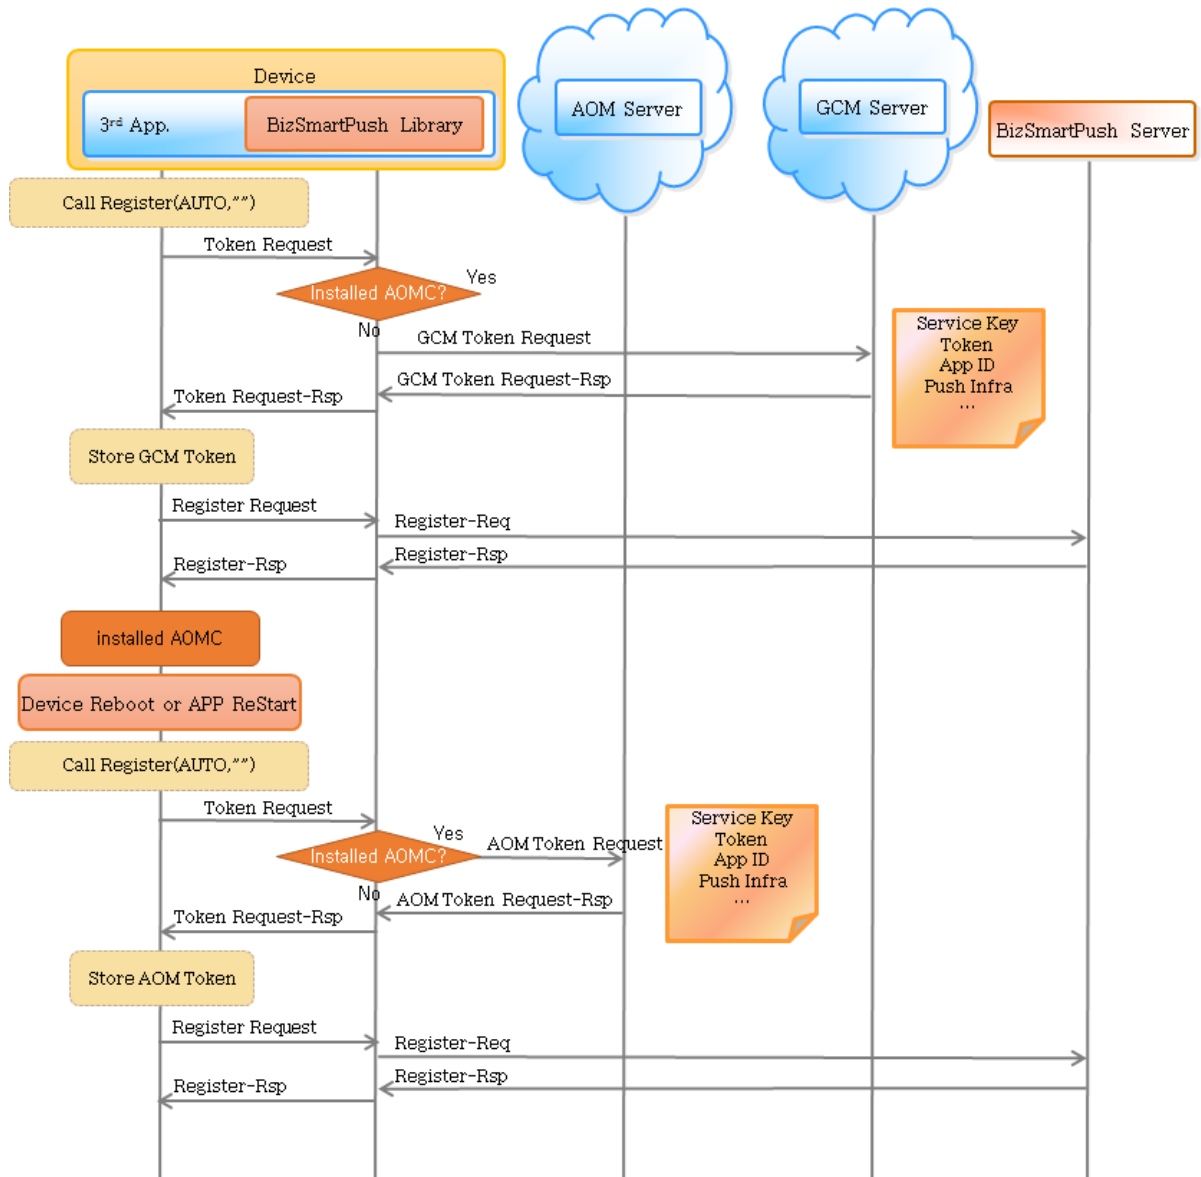 Device
3rd App.
BizSmartPush Library
AOM Server
GCM Server
BizSmartPush Server
Call Register(AUTO,"")
Token Request
Installed AOMC?
Yes
No
GCM Token Request
GCM Token Request-Rsp
Token Request-Rsp
Service Key
Token
App ID
Push Infra
...
Store GCM Token
Register Request
Register-Req
Register-Rsp
Register-Rsp
installed AOMC
Device Reboot or APP ReStart
Call Register(AUTO,"")
Token Request
Installed AOMC?
Yes
AOM Token Request
No
AOM Token Request-Rsp
Token Request-Rsp
Service Key
Token
App ID
Push Infra
...
Store AOM Token
Register Request
Register-Req
Register-Rsp
Register-Rsp